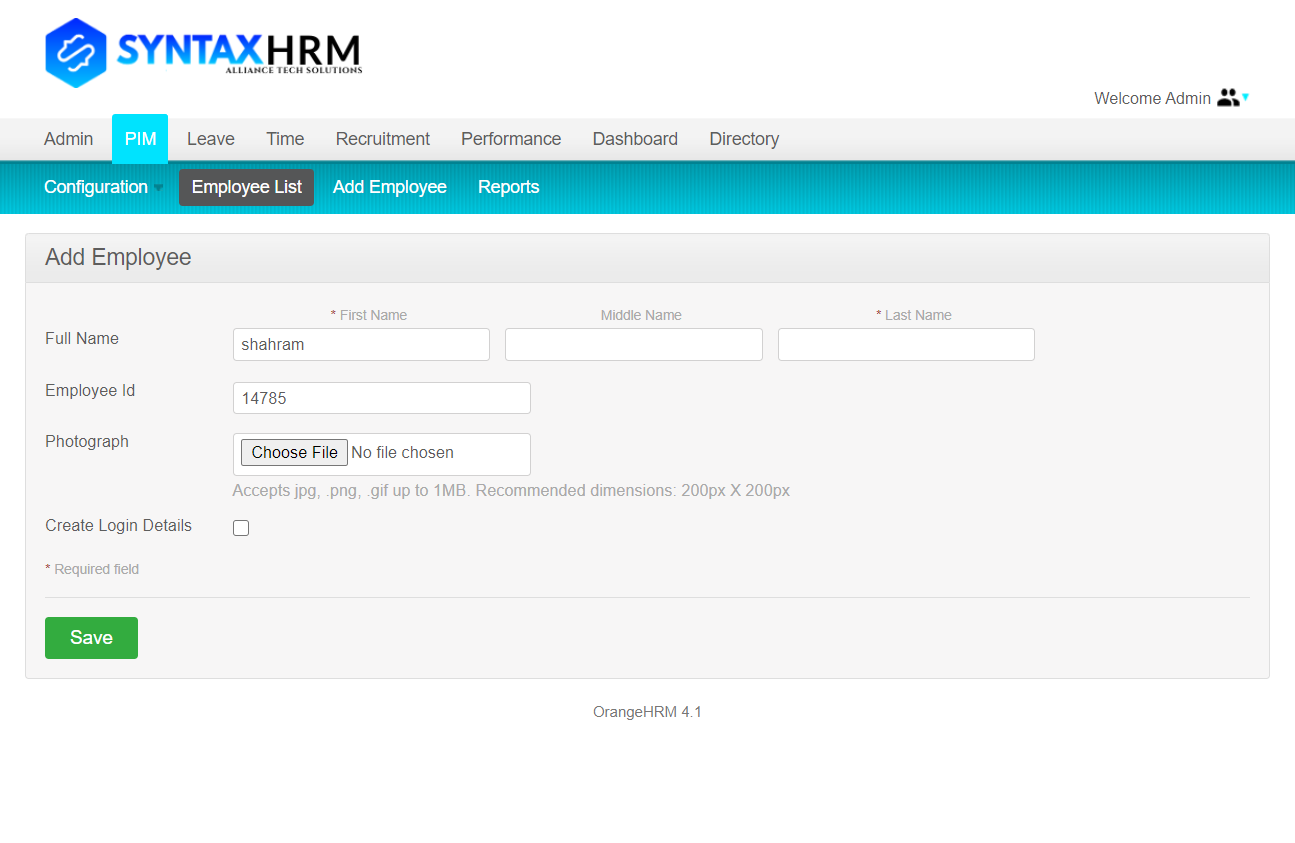 SYNTAXHRM
ALLIANCE TECH SOLUTIONS
Welcome Admin
Admin PIM Leave Time Recruitment Performance Dashboard Directory
Configuration Employee List Add Employee Reports
Add Employee
* First Name Middle Name * Last Name
Full Name shahram
Employee Id 14785
Photograph Choose File No file chosen
Accepts jpg, .png, .gif up to 1MB. Recommended dimensions: 200px X 200px
Create Login Details
* Required field
Save
OrangeHRM 4.1